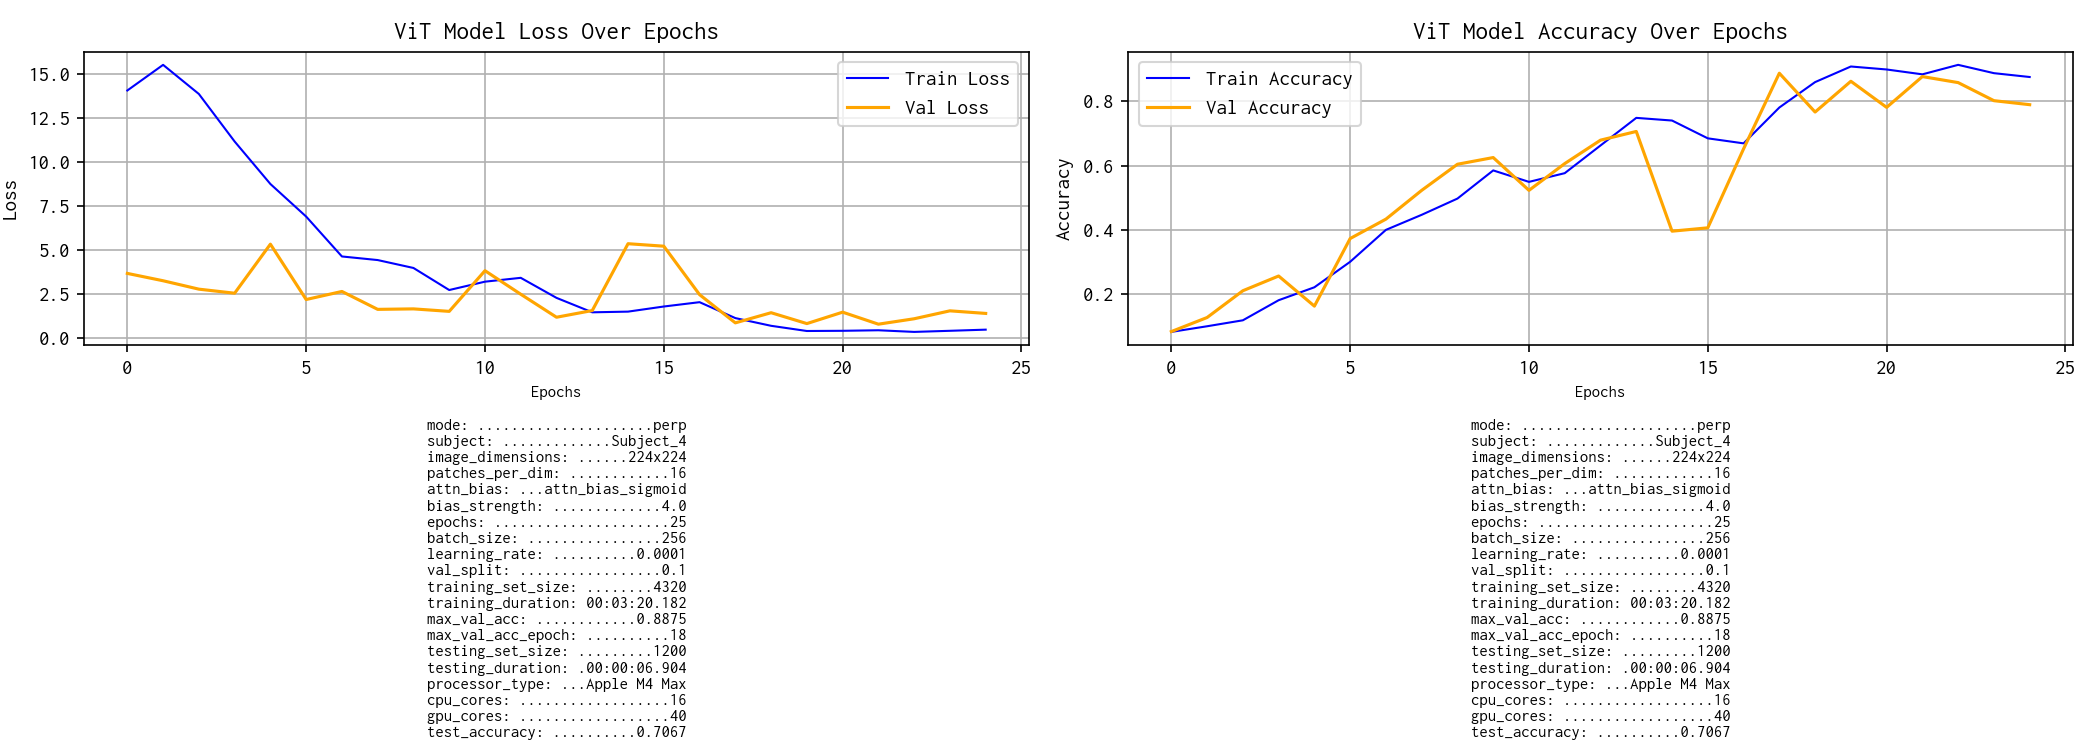 ViT Model Loss Over Epochs
Train Loss
Val Loss
15.0
12.5
10.0
7.5
5.0
2.5
0.0
Loss
0 5 10 15 20 25
Epochs
mode: .....................perp
subject: .............Subject_4
image_dimensions: ......224x224
patches_per_dim: ............16
attn_bias: ...attn_bias_sigmoid
bias_strength: .............4.0
epochs: .....................25
batch_size: ................256
learning_rate: ..........0.0001
val_split: .................0.1
training_set_size: ........4320
training_duration: 00:03:20.182
max_val_acc: ............0.8875
max_val_acc_epoch: ..........18
testing_set_size: .........1200
testing_duration: .00:00:06.904
processor_type: ...Apple M4 Max
cpu_cores: ..................16
gpu_cores: ..................40
test_accuracy: ..........0.7067
ViT Model Accuracy Over Epochs
Train Accuracy
Val Accuracy
0.8
0.6
0.4
0.2
Accuracy
0 5 10 15 20 25
Epochs
mode: .....................perp
subject: .............Subject_4
image_dimensions: ......224x224
patches_per_dim: ............16
attn_bias: ...attn_bias_sigmoid
bias_strength: .............4.0
epochs: .....................25
batch_size: ................256
learning_rate: ..........0.0001
val_split: .................0.1
training_set_size: ........4320
training_duration: 00:03:20.182
max_val_acc: ............0.8875
max_val_acc_epoch: ..........18
testing_set_size: .........1200
testing_duration: .00:00:06.904
processor_type: ...Apple M4 Max
cpu_cores: ..................16
gpu_cores: ..................40
test_accuracy: ..........0.7067